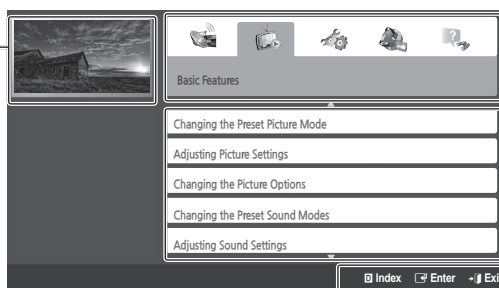 Basic Features
Changing the Preset Picture Mode
Adjusting Picture Settings
Changing the Picture Options
Changing the Preset Sound Modes
Adjusting Sound Settings
D Index Enter Exi